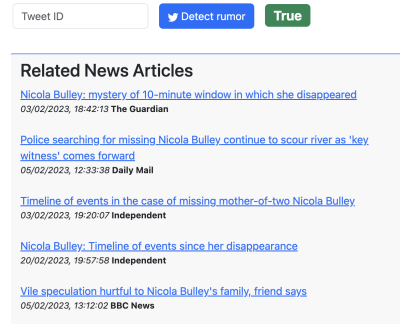 Tweet ID
Detect rumor
True
Related News Articles
Nicola Bulley: mystery of 10-minute window in which she disappeared
03/02/2023, 18:42:13 The Guardian
Police searching for missing Nicola Bulley continue to scour river as 'key
witness' comes forward
05/02/2023, 12:33:38 Daily Mail
Timeline of events in the case of missing mother-of-two Nicola Bulley
03/02/2023, 19:20:07 Independent
Nicola Bulley: Timeline of events since her disappearance
20/02/2023, 19:57:58 Independent
Vile speculation hurtful to Nicola Bulley's family, friend says
05/02/2023, 13:12:02 BBC News